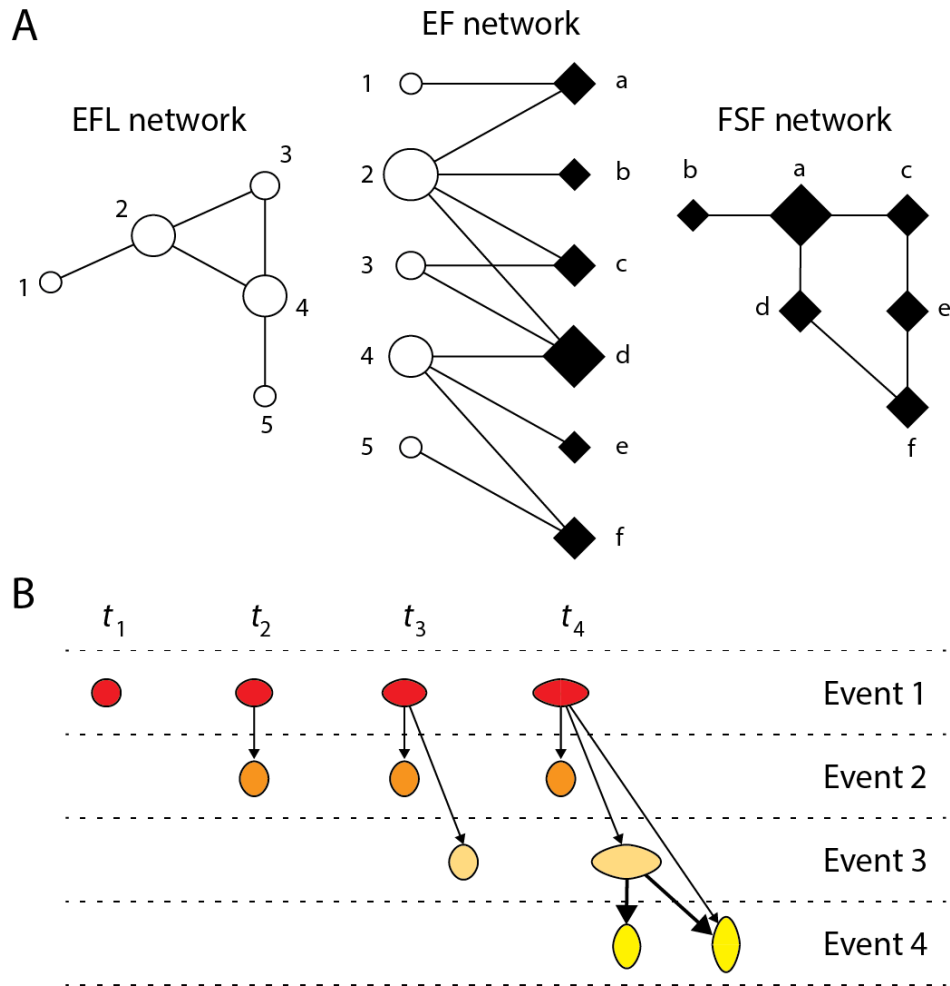 A
EF network
EFL network
FSF network
1
2
3
4
5
1
2
3
4
5
a
b
c
d
e
f
b
a
c
d
e
f
B
t1 t2 t3 t4
Event 1
Event 2
Event 3
Event 4